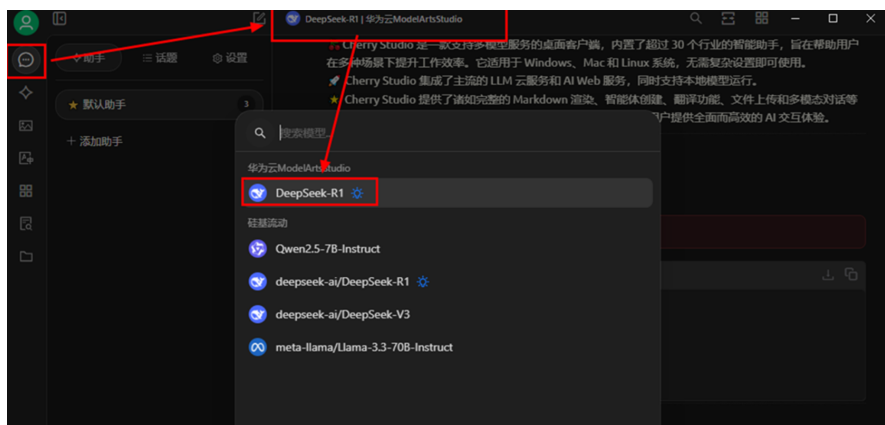 DeepSeek-R1 | 华为云ModelArtsStudio
助手
话题
设置
Cherry Studio 是一款支持多模型服务的桌面客户端，内置了超过 30 个行业的智能助手，旨在帮助用户
在多种场景下提升工作效率。它适用于 Windows、Mac 和 Linux 系统，无需复杂设置即可使用。
Cherry Studio 集成了主流的 LLM 云服务和 AI Web 服务，同时支持本地模型运行。
Cherry Studio 提供了诸如完整的 Markdown 渲染、智能体创建、翻译功能、文件上传和多模态对话等
用户提供全面而高效的 AI 交互体验。
默认助手
3
添加助手
搜索模型...
华为云ModelArtsStudio
DeepSeek-R1
硅基流动
Qwen2.5-7B-Instruct
deepseek-ai/DeepSeek-R1
deepseek-ai/DeepSeek-V3
meta-llama/Llama-3.3-70B-Instruct